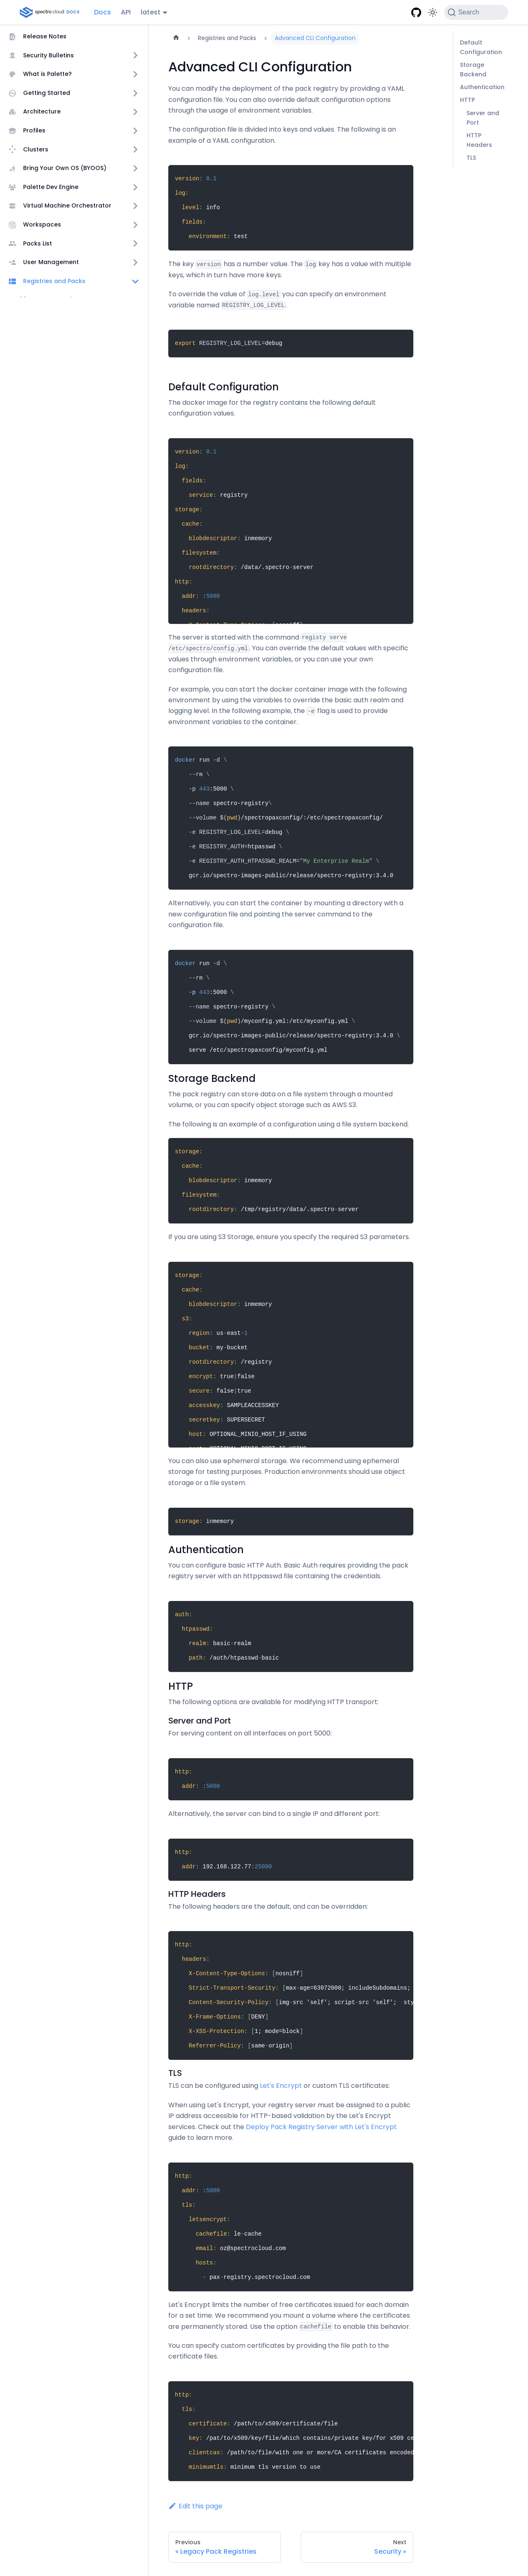 spectro cloud DOCS Docs API latest Search
Release Notes
Security Bulletins
What is Palette?
Getting Started
Architecture
Profiles
Clusters
Bring Your Own OS (BYOOS)
Palette Dev Engine
Virtual Machine Orchestrator
Workspaces
Packs List
User Management
Registries and Packs
Registries and Packs > Advanced CLI Configuration
Advanced CLI Configuration
You can modify the deployment of the pack registry by providing a YAML
configuration file. You can also override default configuration options
through the usage of environment variables.
The configuration file is divided into keys and values. The following is an
example of a YAML configuration.
version: 0.1
log:
level: info
fields:
environment: test
The key version has a number value. The log key has a value with multiple
keys, which in turn have more keys.
To override the value of log.level you can specify an environment
variable named REGISTRY_LOG_LEVEL.
export REGISTRY_LOG_LEVEL=debug
Default Configuration
The docker image for the registry contains the following default
configuration values.
version: 0.1
log:
fields:
service: registry
storage:
cache:
blobdescriptor: inmemory
filesystem:
rootdirectory: /data/.spectro-server
http:
addr: :5000
headers:
The server is started with the command registy serve
/etc/spectro/config.yml. You can override the default values with specific
values through environment variables, or you can use your own
configuration file.
For example, you can start the docker container image with the following
environment by using the variables to override the basic auth realm and
logging level. In the following example, the -e flag is used to provide
environment variables to the container.
docker run -d \
--rm \
-p 443:5000 \
--name spectro-registry\
--volume $(pwd)/spectropaxconfig/:/etc/spectropaxconfig/
-e REGISTRY_LOG_LEVEL=debug \
-e REGISTRY_AUTH=htpasswd \
-e REGISTRY_AUTH_HTPASSWD_REALM="My Enterprise Realm" \
gcr.io/spectro-images-public/release/spectro-registry:3.4.0
Alternatively, you can start the container by mounting a directory with a
new configuration file and pointing the server command to the
configuration file.
docker run -d \
--rm \
-p 443:5000 \
--name spectro-registry \
--volume $(pwd)/myconfig.yml:/etc/myconfig.yml \
gcr.io/spectro-images-public/release/spectro-registry:3.4.0 \
serve /etc/spectropaxconfig/myconfig.yml
Storage Backend
The pack registry can store data on a file system through a mounted
volume, or you can specify object storage such as AWS S3.
The following is an example of a configuration using a file system backend.
storage:
cache:
blobdescriptor: inmemory
filesystem:
rootdirectory: /tmp/registry/data/.spectro-server
If you are using S3 Storage, ensure you specify the required S3 parameters.
storage:
cache:
blobdescriptor: inmemory
s3:
region: us-east-1
bucket: my-bucket
rootdirectory: /registry
encrypt: true|false
secure: false|true
accesskey: SAMPLEACCESSKEY
secretkey: SUPERSECRET
host: OPTIONAL_MINIO_HOST_IF_USING
You can also use ephemeral storage. We recommend using ephemeral
storage for testing purposes. Production environments should use object
storage or a file system.
storage: inmemory
Authentication
You can configure basic HTTP Auth. Basic Auth requires providing the pack
registry server with an httppasswd file containing the credentials.
auth:
htpasswd:
realm: basic-realm
path: /auth/htpasswd-basic
HTTP
The following options are available for modifying HTTP transport:
Server and Port
For serving content on all interfaces on port 5000.
http:
addr: :5000
Alternatively, the server can bind to a single IP and different port:
http:
addr: 192.168.122.77:25000
HTTP Headers
The following headers are the default, and can be overridden:
http:
headers:
X-Content-Type-Options: [nosniff]
Strict-Transport-Security: [max-age=63072000; includeSubdomains;
Content-Security-Policy: [img-src 'self'; script-src 'self'; sty
X-Frame-Options: [DENY]
X-XSS-Protection: [1; mode=block]
Referrer-Policy: [same-origin]
TLS
TLS can be configured using Let's Encrypt or custom TLS certificates:
When using Let's Encrypt, your registry server must be assigned to a public
IP address accessible for HTTP-based validation by the Let's Encrypt
services. Check out the Deploy Pack Registry Server with Let's Encrypt
guide to learn more.
http:
addr: :5000
tls:
letsencrypt:
cachefile: le-cache
email: oz@spectrocloud.com
hosts:
- pax-registry.spectrocloud.com
Let's Encrypt limits the number of free certificates issued for each domain
for a set time. We recommend you mount a volume where the certificates
are permanently stored. Use the option cachefile to enable this behavior.
You can specify custom certificates by providing the file path to the
certificate files.
http:
tls:
certificate: /path/to/x509/certificate/file
key: /pat/to/x509/key/file/which contains/private key/for x509 ce
clientcas: /path/to/file/with one or more/CA certificates encoded
minimumtls: minimum tls version to use
Edit this page
Previous
« Legacy Pack Registries
Next
Security »
Default
Configuration
Storage
Backend
Authentication
HTTP
Server and
Port
HTTP
Headers
TLS